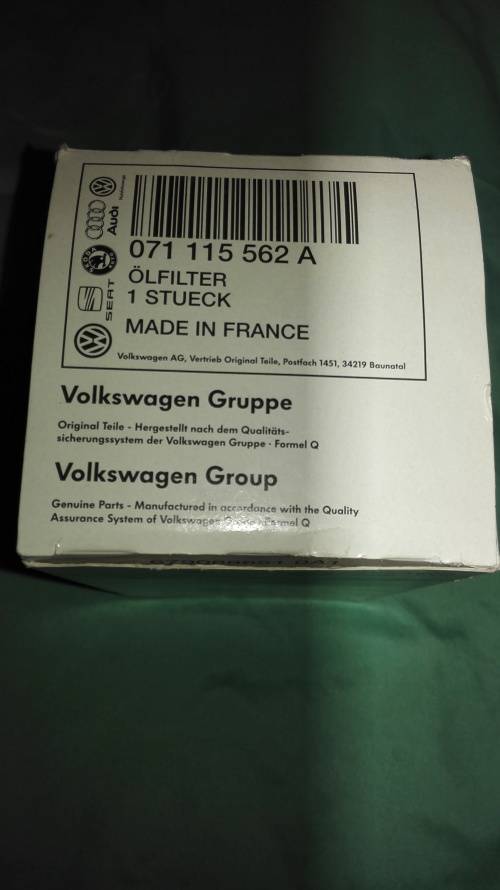 Audi
SKODA
SEAT
071 115 562 A
ÖLFILTER
1 STUECK
MADE IN FRANCE
Volkswagen AG, Vertrieb Original Teile, Postfach 1451, 34219 Baunatal
Volkswagen Gruppe
Original Teile - Hergestellt nach dem Qualitäts-
sicherungssystem der Volkswagen Gruppe - Formel Q
Volkswagen Group
Genuine Parts - Manufactured in accordance with the Quality
Assurance System of Volkswagen Group - Formel Q